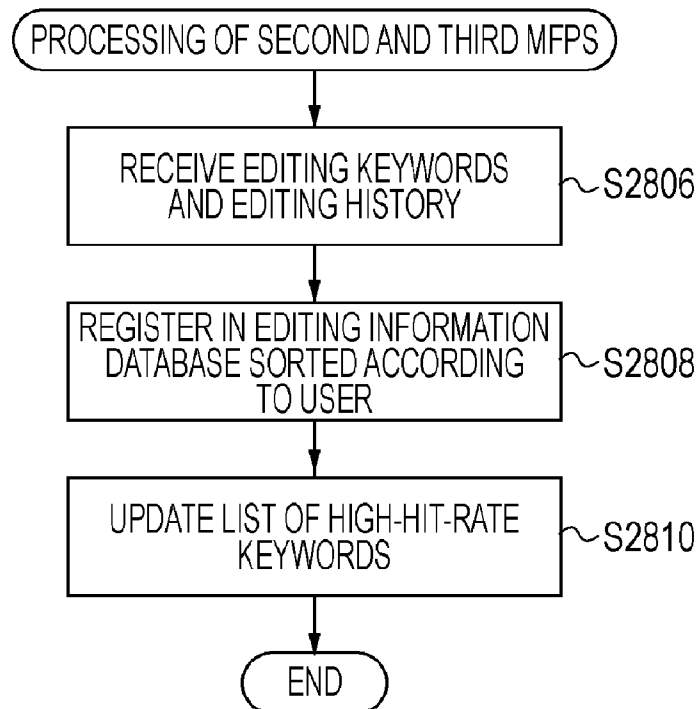 PROCESSING OF SECOND AND THIRD MFPS
RECEIVE EDITING KEYWORDS
AND EDITING HISTORY
S2806
REGISTER IN EDITING INFORMATION
DATABASE SORTED ACCORDING
TO USER
S2808
UPDATE LIST OF HIGH-HIT-RATE
KEYWORDS
S2810
END